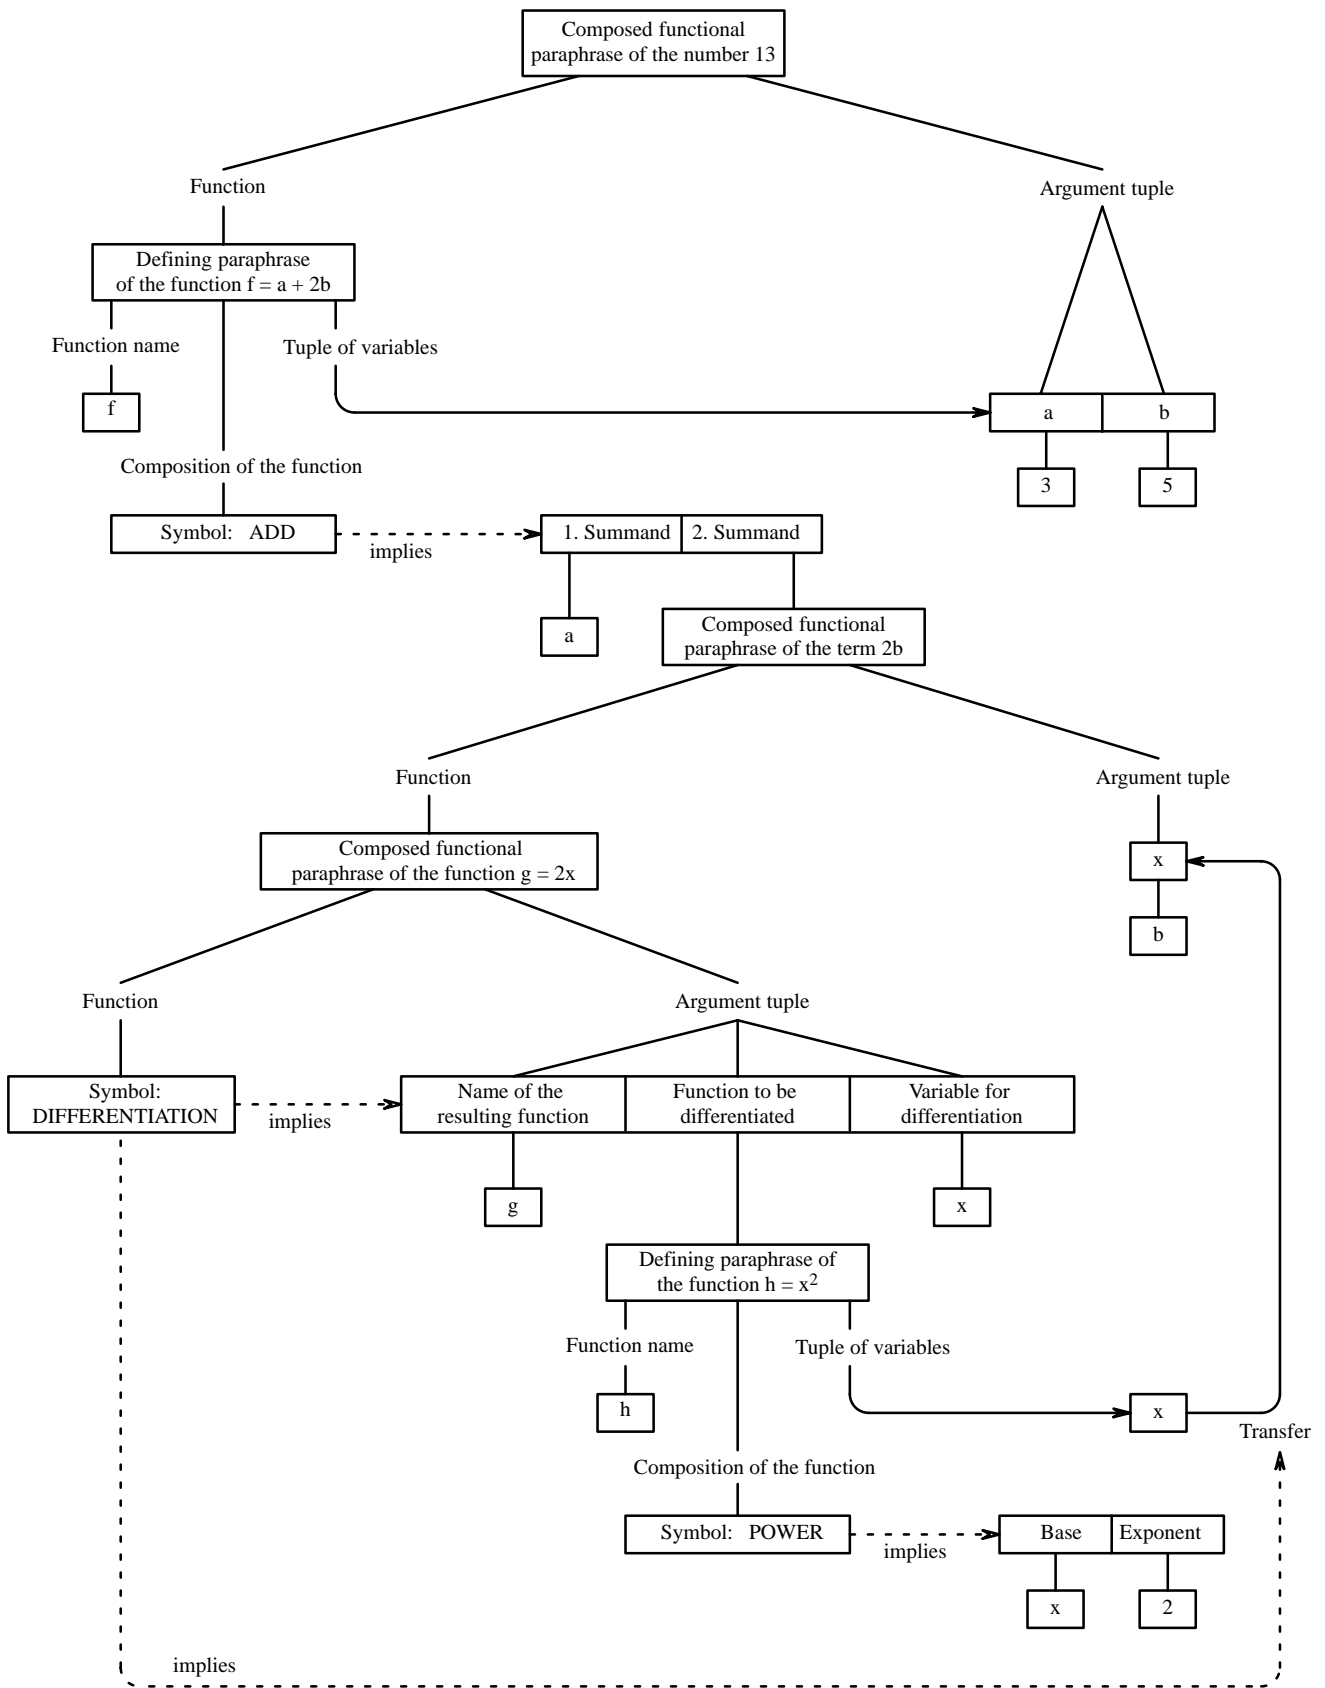 Composed functional
paraphrase of the number 13
Function
Argument tuple
Defining paraphrase
of the function f = a + 2b
Function name
Tuple of variables
f
a
b
Composition of the function
3
5
Symbol: ADD
implies
1. Summand
2. Summand
a
Composed functional
paraphrase of the term 2b
Function
Argument tuple
Composed functional
paraphrase of the function g = 2x
x
b
Function
Argument tuple
Symbol:
DIFFERENTIATION
implies
Name of the
resulting function
Function to be
differentiated
Variable for
differentiation
g
x
Defining paraphrase of
the function h = x²
Function name
Tuple of variables
h
x
Transfer
Composition of the function
Symbol: POWER
implies
Base
Exponent
x
2
implies